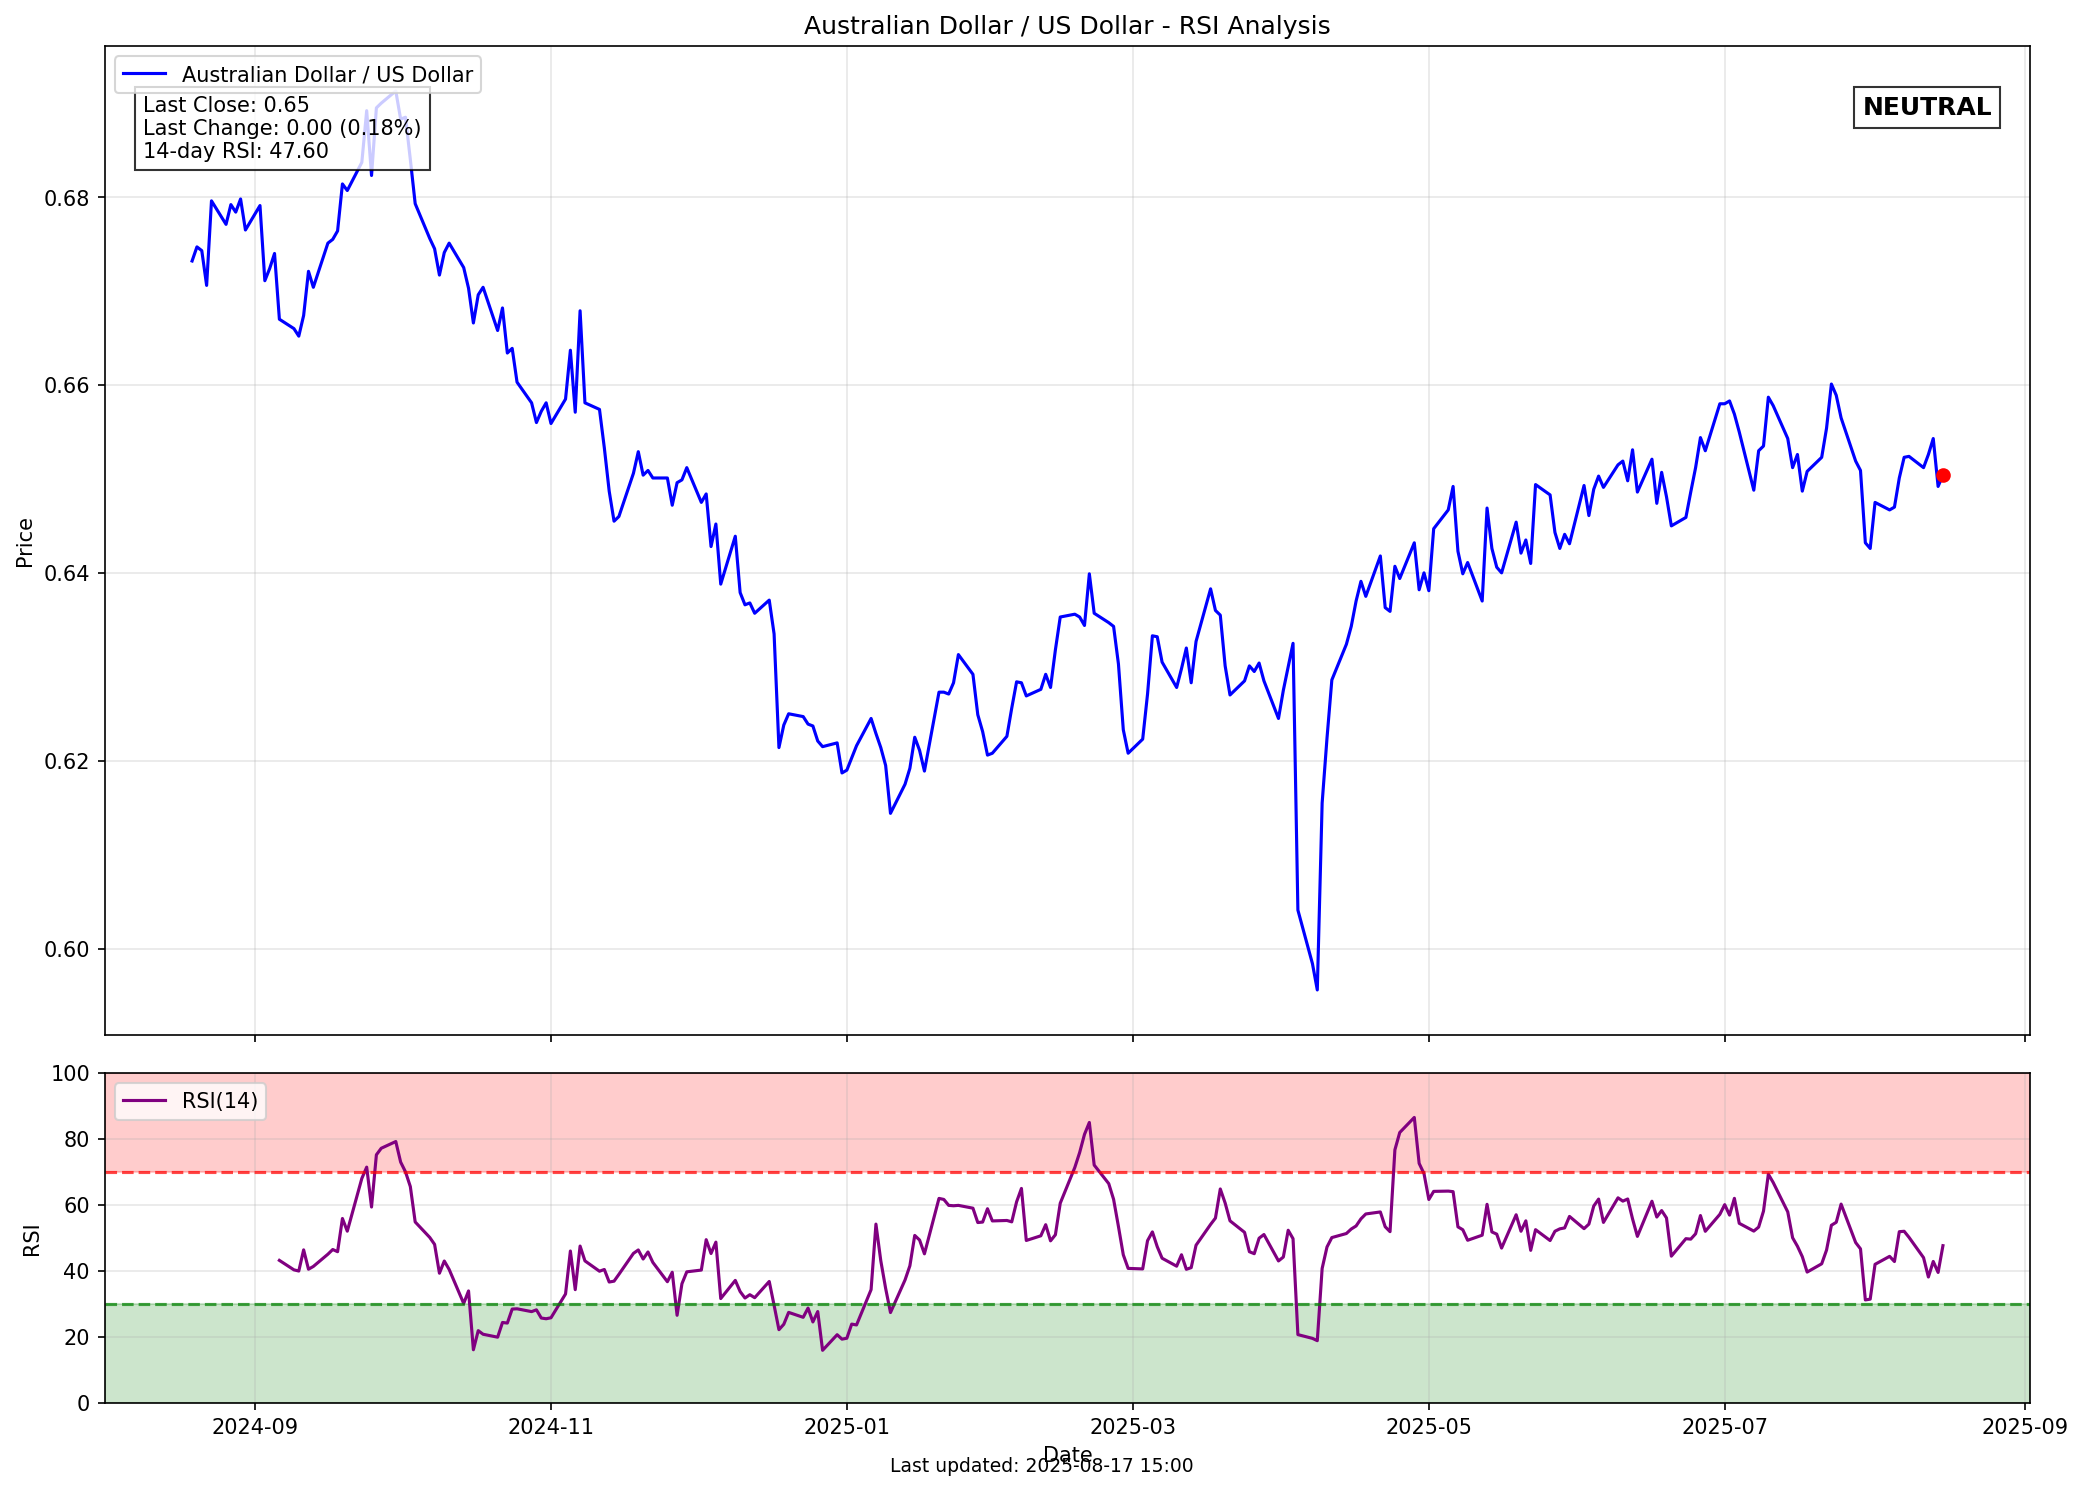 Australian Dollar / US Dollar - RSI Analysis
Australian Dollar / US Dollar
Last Close: 0.65
Last Change: 0.00 (0.18%)
14-day RSI: 47.60
NEUTRAL
0.68
0.66
0.64
0.62
0.60
Price
100
80
60
40
20
0
RSI
RSI(14)
2024-09 2024-11 2025-01 2025-03 2025-05 2025-07 2025-09
Date
Last updated: 2025-08-17 15:00